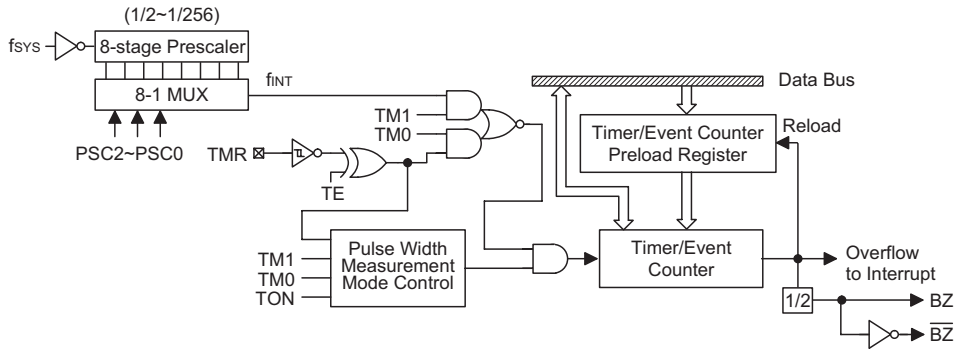 (1/2~1/256)
fSYS
8-stage Prescaler
8-1 MUX
fINT
PSC2~PSC0
TM1
TM0
TMR
TE
Data Bus
Timer/Event Counter
Preload Register
Reload
TM1
TM0
TON
Pulse Width
Measurement
Mode Control
Timer/Event
Counter
Overflow
to Interrupt
1/2
BZ
B̅Z̅